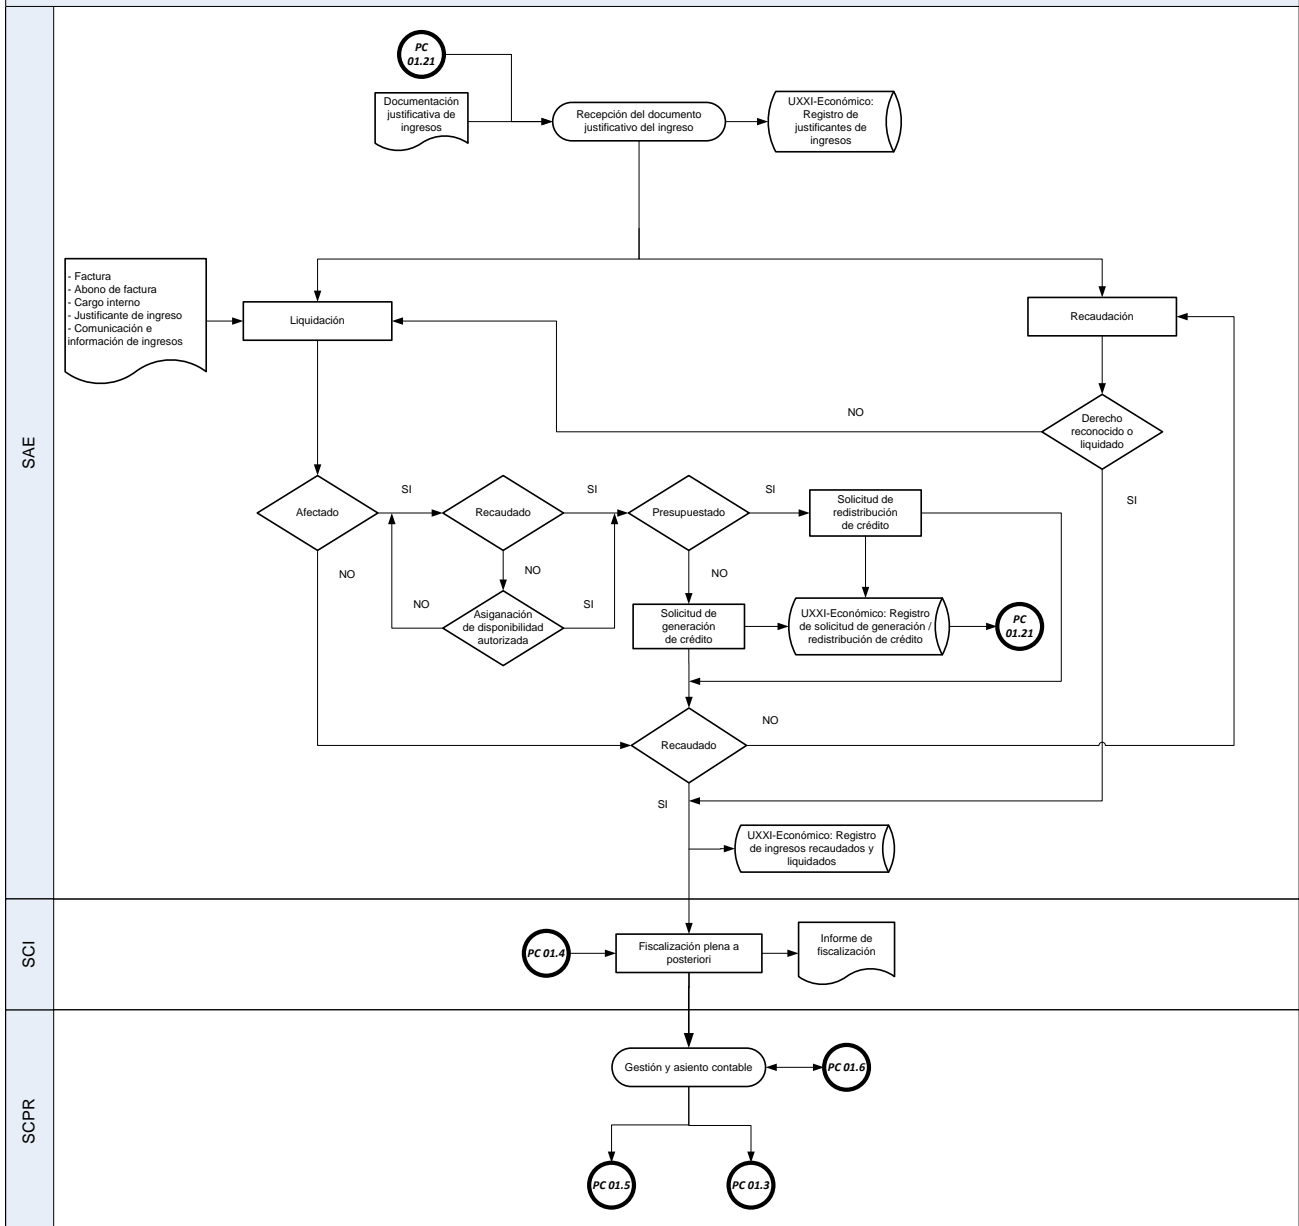 PC
01.21
Documentación
justificativa de
ingresos
Recepción del documento
justificativo del ingreso
UXXI-Económico:
Registro de
justificantes de
ingresos
- Factura
- Abono de factura
- Cargo interno
- Justificante de ingreso
- Comunicación e
información de ingresos
Liquidación
Recaudación
NO
Derecho
reconocido o
liquidado
SAE
SI
Afectado
SI
Recaudado
SI
Presupuestado
SI
Solicitud de
redistribución
de crédito
NO
NO
NO
NO
Asiganación
de disponibilidad
autorizada
SI
Solicitud de
generación
de crédito
UXXI-Económico: Registro
de solicitud de generación /
redistribución de crédito
PC
01.21
NO
Recaudado
SI
UXXI-Económico: Registro
de ingresos recaudados y
liquidados
SCI
PC 01.4
Fiscalización plena a
posteriori
Informe de
fiscalización
SCPR
Gestión y asiento contable
PC 01.6
PC 01.5
PC 01.3